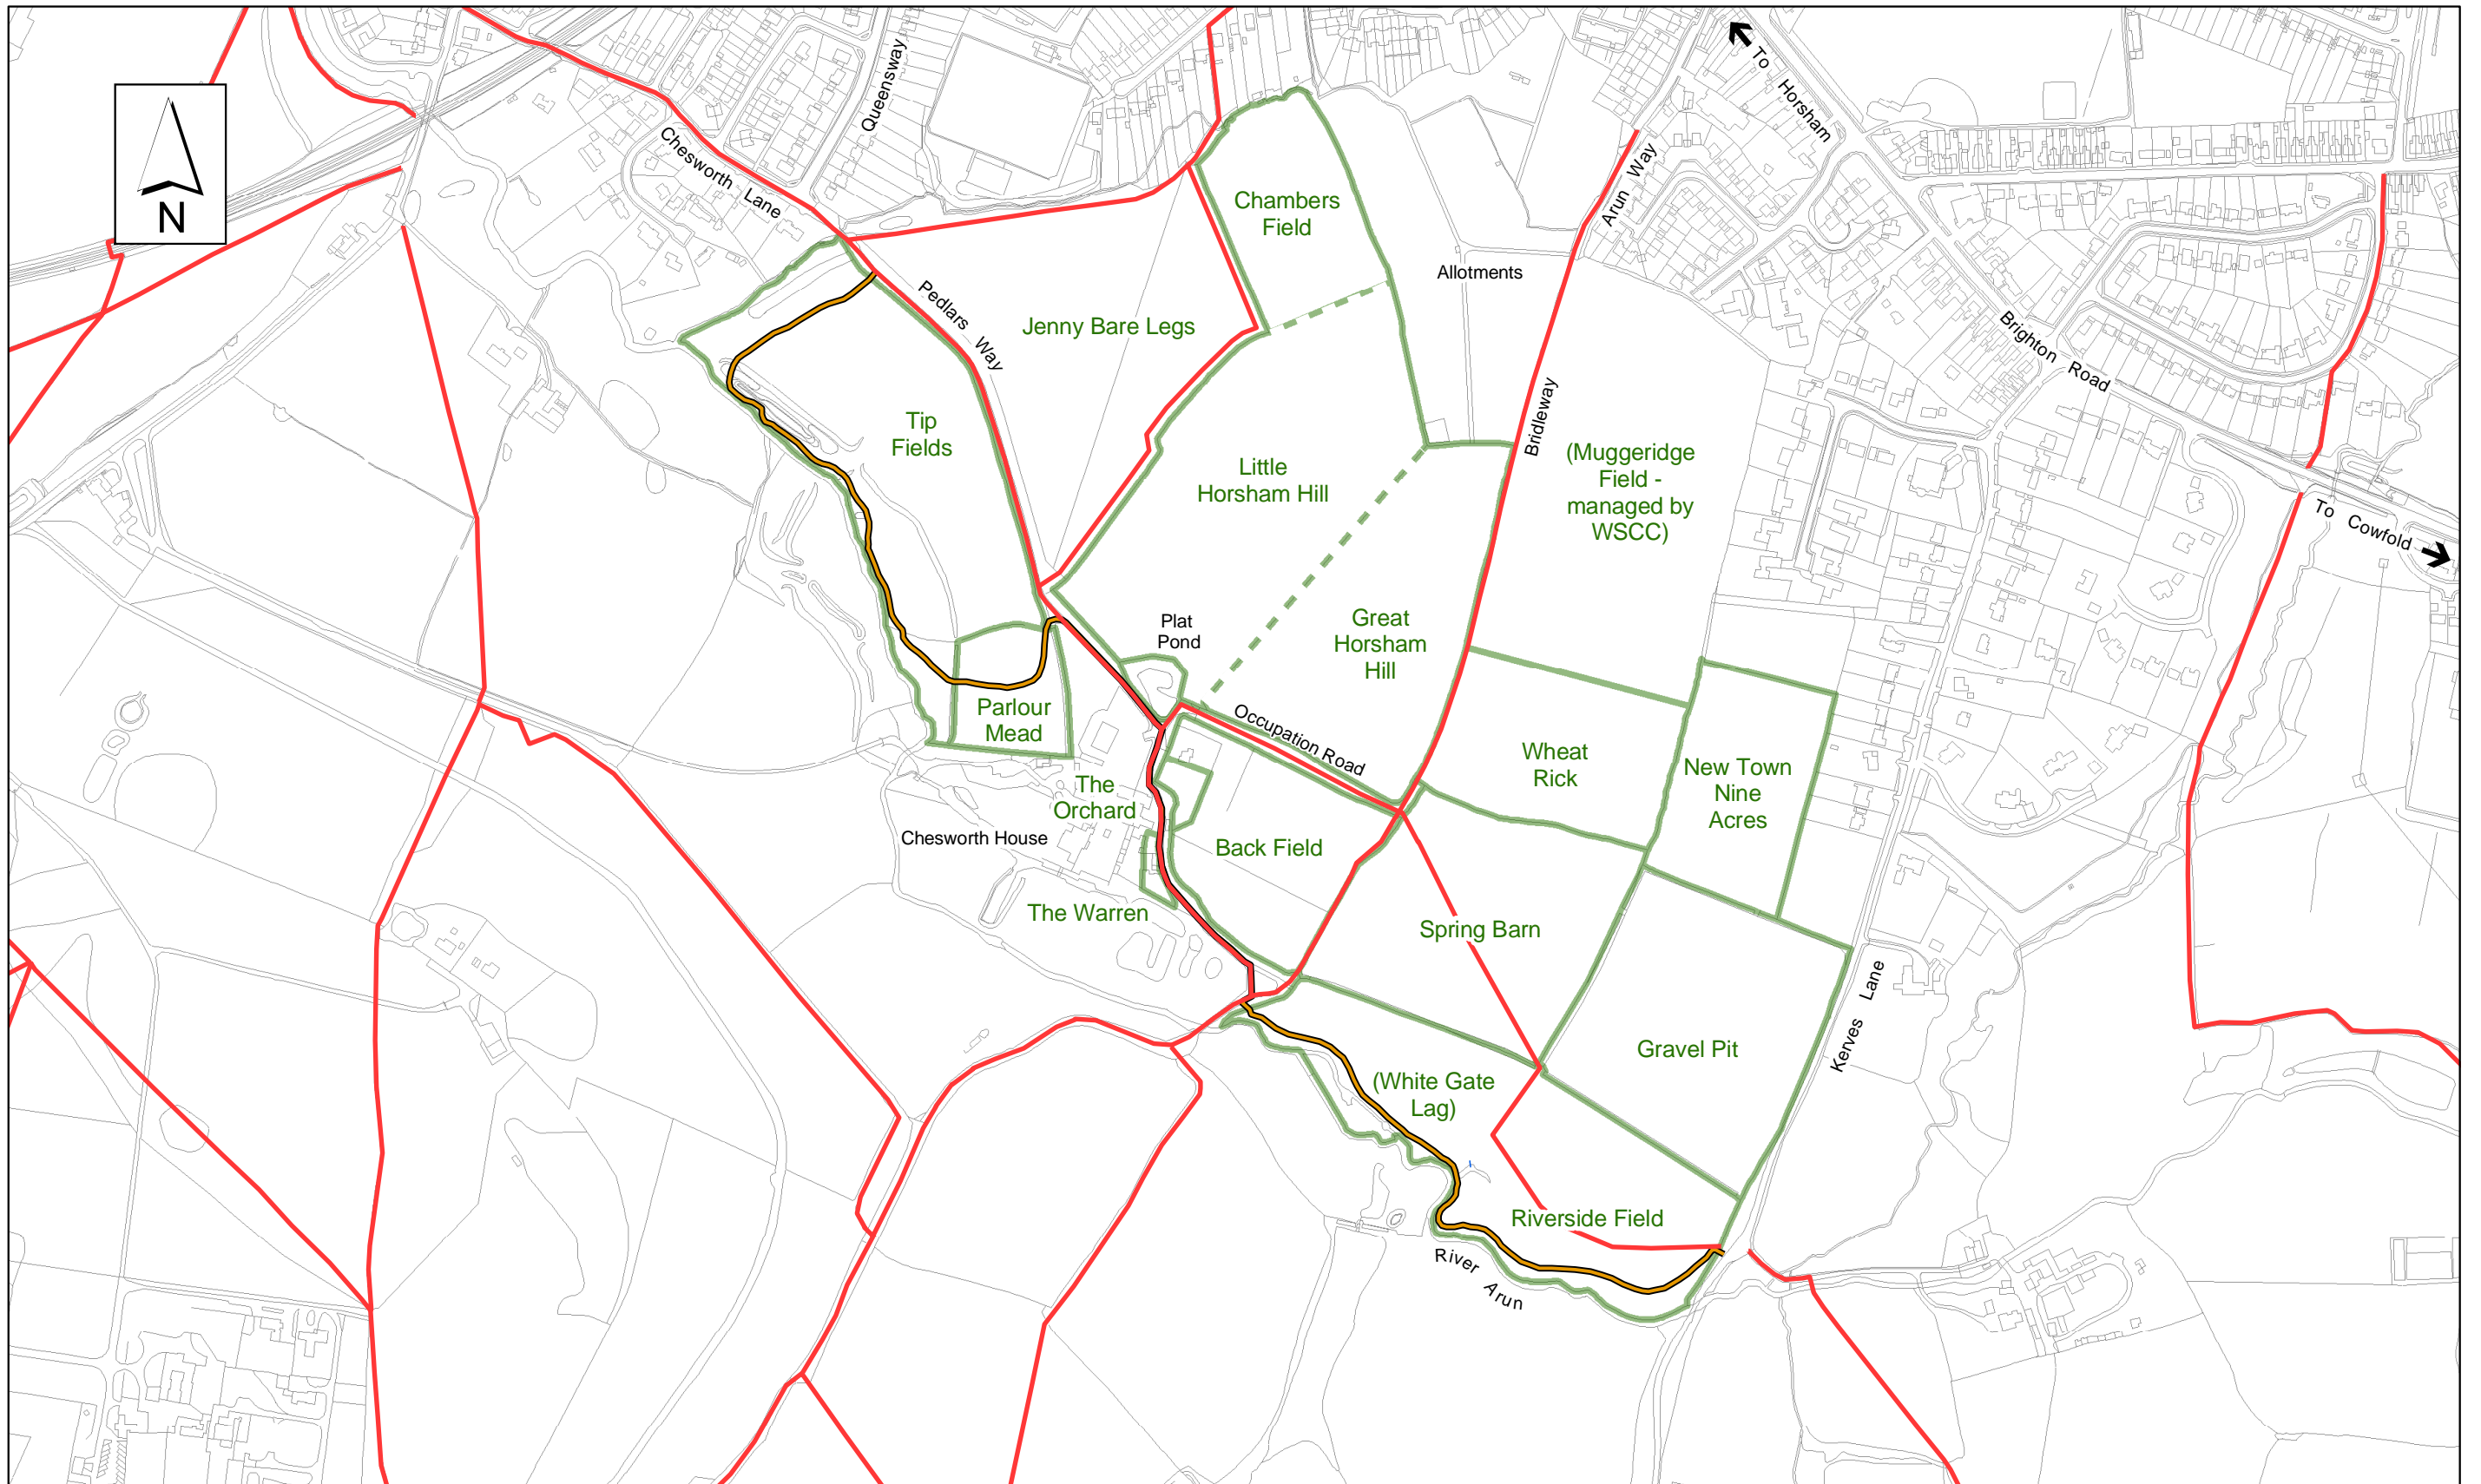 N
Queensway
Chesworth Lane
To Horsham
Arun Way
Chambers
Field
Allotments
Pedlars Way
Jenny Bare Legs
Brighton Road
Tip
Fields
Bridleway
Little
Horsham Hill
(Muggeridge
Field -
managed by
WSCC)
To Cowfold
Plat
Pond
Great
Horsham
Hill
Parlour
Mead
Occupation Road
Wheat
Rick
New Town
Nine
Acres
The
Orchard
Chesworth House
Back Field
The Warren
Spring Barn
Kerves Lane
Gravel Pit
(White Gate
Lag)
Riverside Field
River Arun